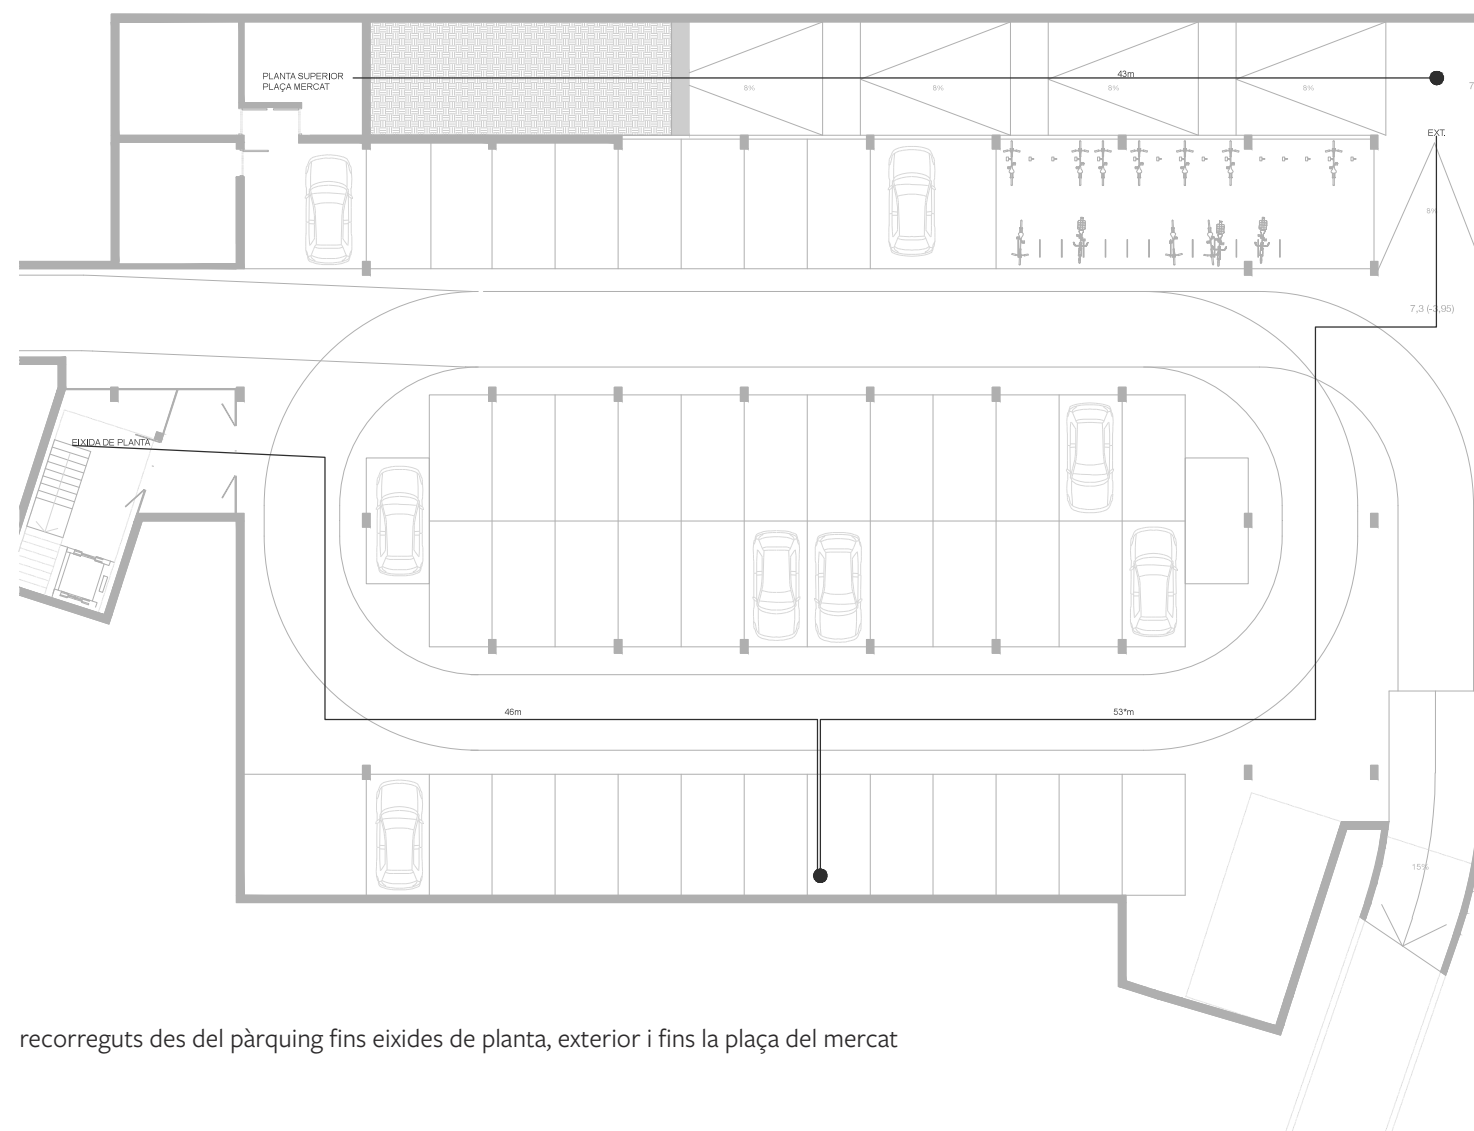 PLANTA SUPERIOR
PLAÇA MERCAT
43m
8%
8%
8%
8%
7
EXT.
8%
7,3 (-3,95)
EIXIDA DE PLANTA
46m
53*m
15%
recorreguts des del pàrquing fins eixides de planta, exterior i fins la plaça del mercat